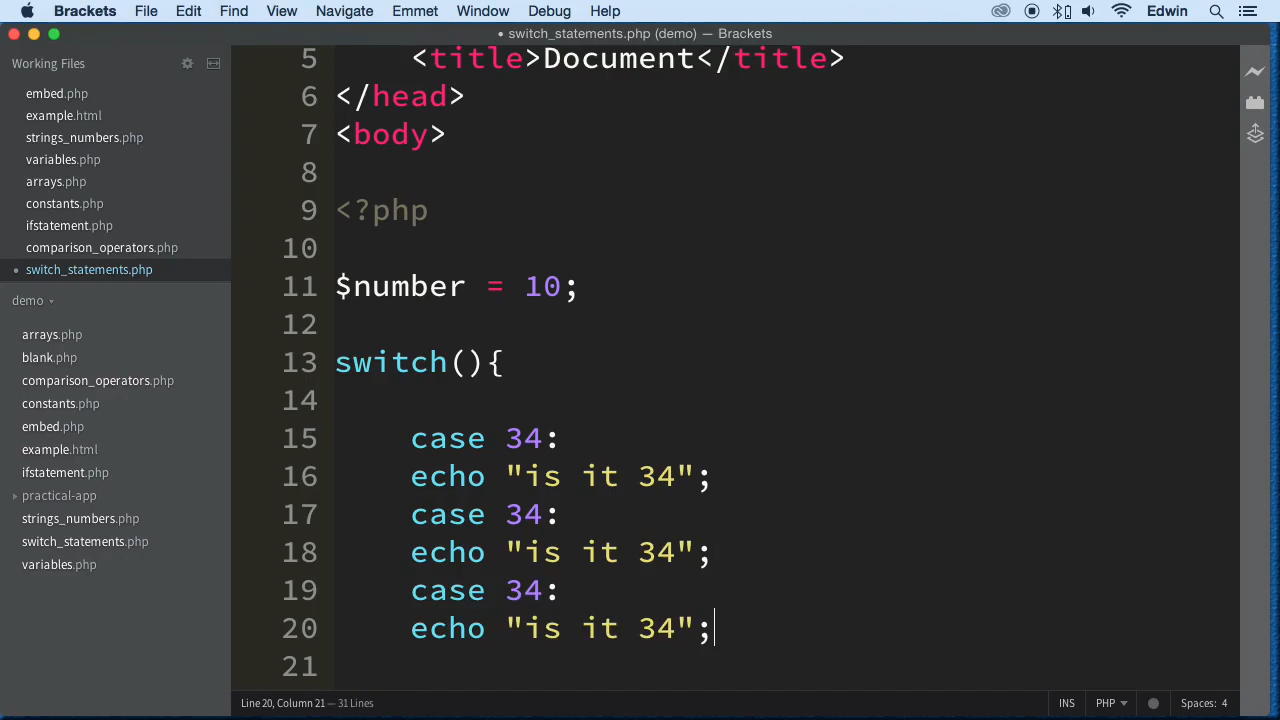 Brackets File Edit Find View Navigate Emmet Window Debug Help Edwin
• switch_statements.php (demo) — Brackets
Working Files
embed.php
example.html
strings_numbers.php
variables.php
arrays.php
constants.php
ifstatement.php
comparison_operators.php
• switch_statements.php
demo
arrays.php
blank.php
comparison_operators.php
constants.php
embed.php
example.html
ifstatement.php
practical-app
strings_numbers.php
switch_statements.php
variables.php
5 <title>Document</title>
6 </head>
7 <body>
8
9 <?php
10
11 $number = 10;
12
13 switch(){
14
15 case 34:
16 echo "is it 34";
17 case 34:
18 echo "is it 34";
19 case 34:
20 echo "is it 34";
21
Line 20, Column 21 — 31 Lines INS PHP Spaces: 4